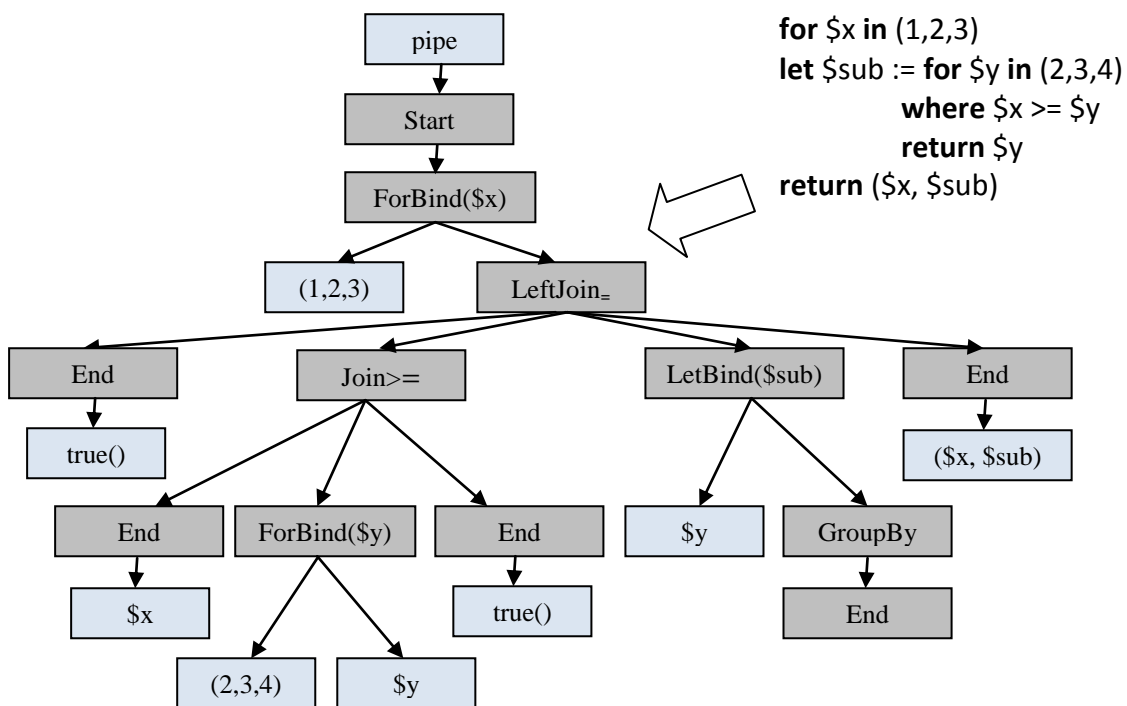 pipe
for $x in (1,2,3)
let $sub := for $y in (2,3,4)
where $x >= $y
return $y
return ($x, $sub)
Start
ForBind($x)
(1,2,3)
LeftJoin=
End
Join>=
LetBind($sub)
End
true()
($x, $sub)
End
ForBind($y)
End
$y
GroupBy
$x
true()
End
(2,3,4)
$y